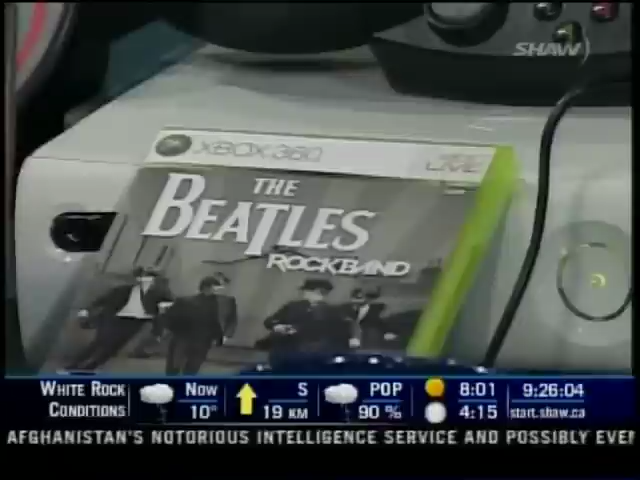 SHAW)
XBOX 360
LIVE
THE
BEATLES
ROCKBAND
WHITE ROCK
CONDITIONS
NOW
10°
S
19 KM
POP
90 %
8:01
4:15
9:26:04
start.shaw.ca
AFGHANISTAN'S NOTORIOUS INTELLIGENCE SERVICE AND POSSIBLY EVEN